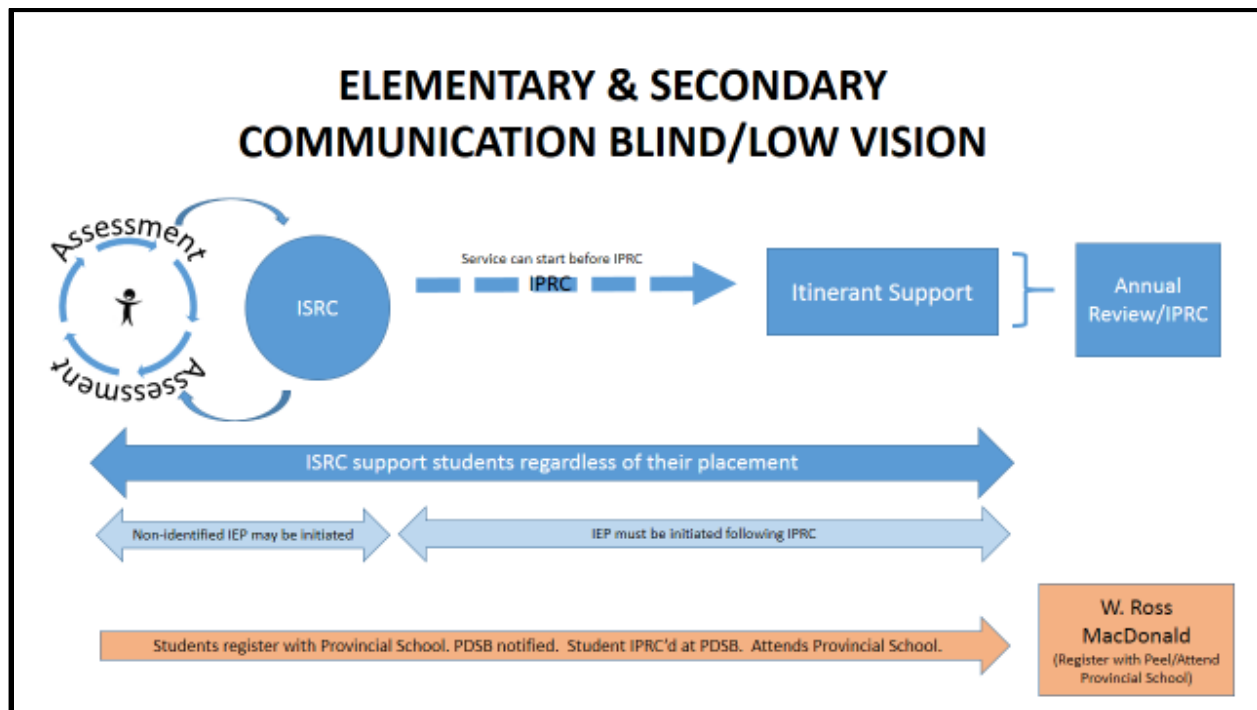 ELEMENTARY & SECONDARY
COMMUNICATION BLIND/LOW VISION
Assessment
Assessment
ISRC
Service can start before IPRC
IPRC
Itinerant Support
Annual
Review/IPRC
ISRC support students regardless of their placement
Non-identified IEP may be initiated
IEP must be initiated following IPRC
Students register with Provincial School. PDSB notified.  Student IPRC'd at PDSB.  Attends Provincial School.
W. Ross
MacDonald
(Register with Peel/Attend
Provincial School)